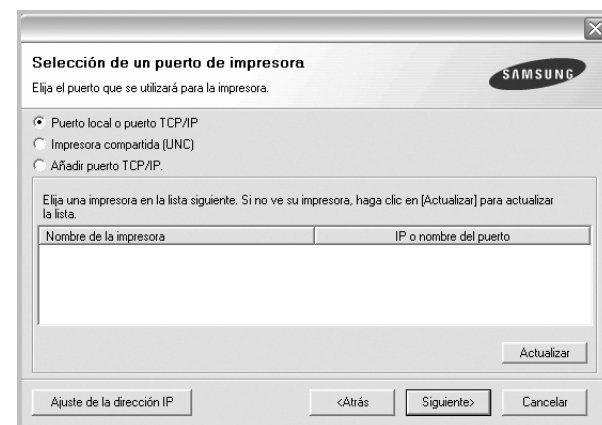 Selección de un puerto de impresora
Elija el puerto que se utilizará para la impresora.
SAMSUNG
Puerto local o puerto TCP/IP
Impresora compartida (UNC)
Añadir puerto TCP/IP.
Elija una impresora en la lista siguiente. Si no ve su impresora, haga clic en [Actualizar] para actualizar
la lista.
Nombre de la impresora IP o nombre del puerto
Actualizar
Ajuste de la dirección IP <Atrás Siguiente> Cancelar